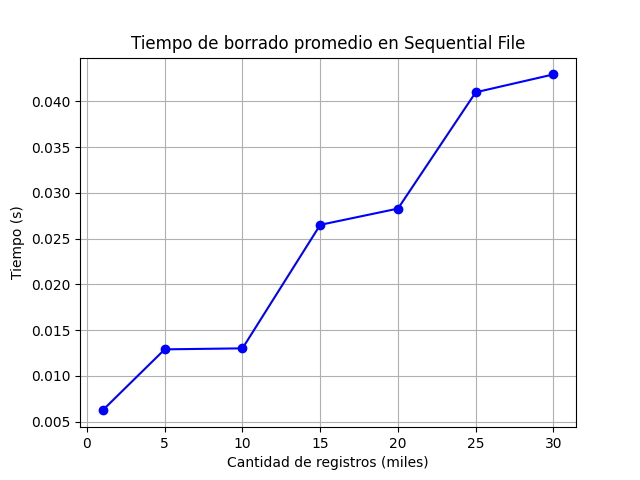 Tiempo de borrado promedio en Sequential File
0.040
0.035
0.030
0.025
0.020
0.015
0.010
0.005
Tiempo (s)
0 5 10 15 20 25 30
Cantidad de registros (miles)